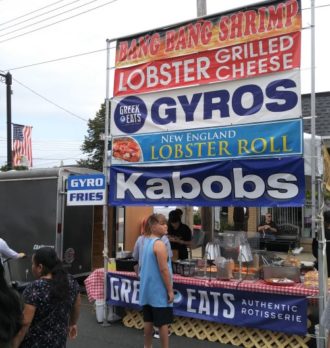 BANG BANG SHRIMP
LOBSTER GRILLED CHEESE
GREEK EATS
GYROS
NEW ENGLAND
LOBSTER ROLL
GYRO
FRIES
Kabobs
GREEK EATS AUTHENTIC ROTISSERIE